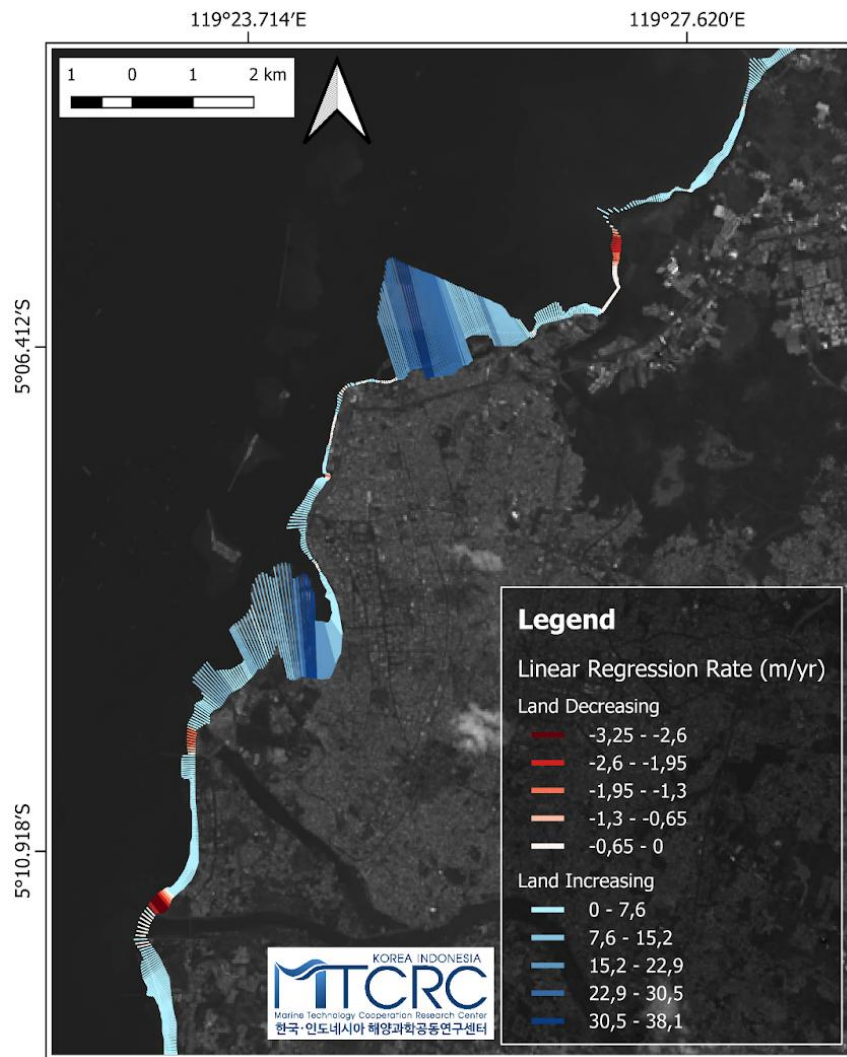 119°23.714′E
119°27.620′E
1 0 1 2 km
5°06.412′S
5°10.918′S
Legend
Linear Regression Rate (m/yr)
Land Decreasing
-3,25 - -2,6
-2,6 - -1,95
-1,95 - -1,3
-1,3 - -0,65
-0,65 - 0
Land Increasing
0 - 7,6
7,6 - 15,2
15,2 - 22,9
22,9 - 30,5
30,5 - 38,1
KOREA INDONESIA
MTCRC
Marine Technology Cooperation Research Center
한국·인도네시아 해양과학공동연구센터